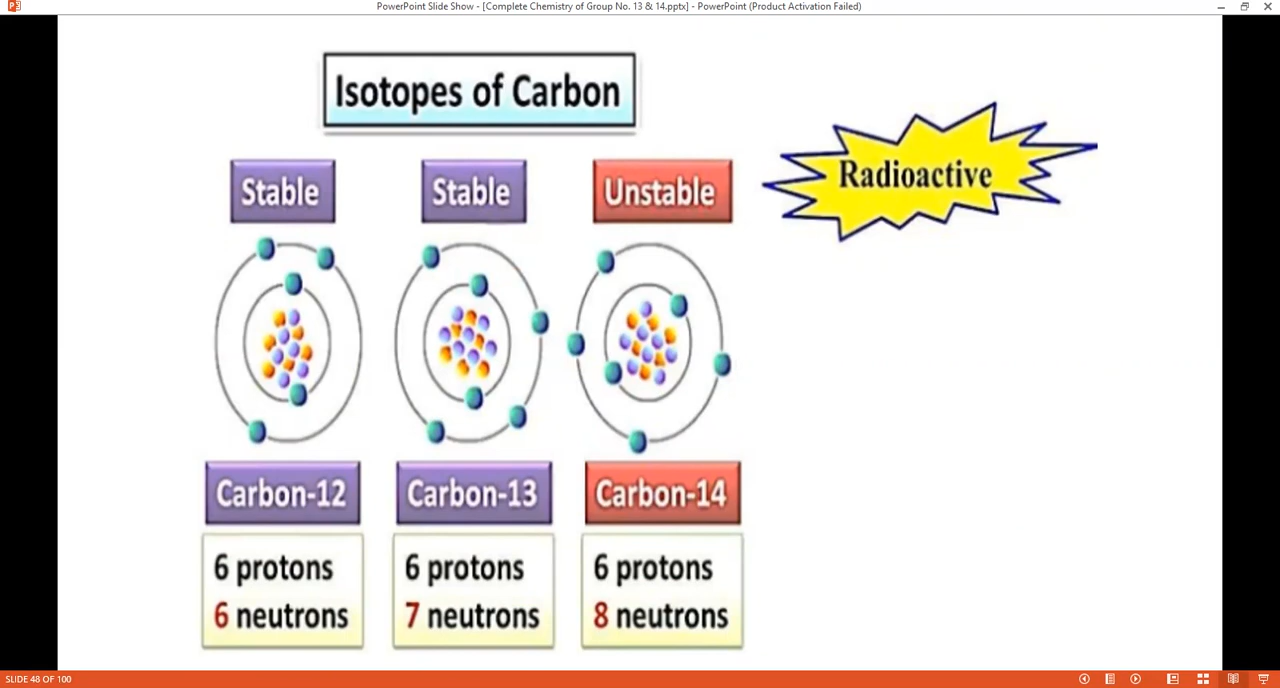 PowerPoint Slide Show - [Complete Chemistry of Group No. 13 & 14.pptx] - PowerPoint (Product Activation Failed)
Isotopes of Carbon
Radioactive
Stable
Stable
Unstable
Carbon-12
Carbon-13
Carbon-14
6 protons
6 neutrons
6 protons
7 neutrons
6 protons
8 neutrons
SLIDE 48 OF 100